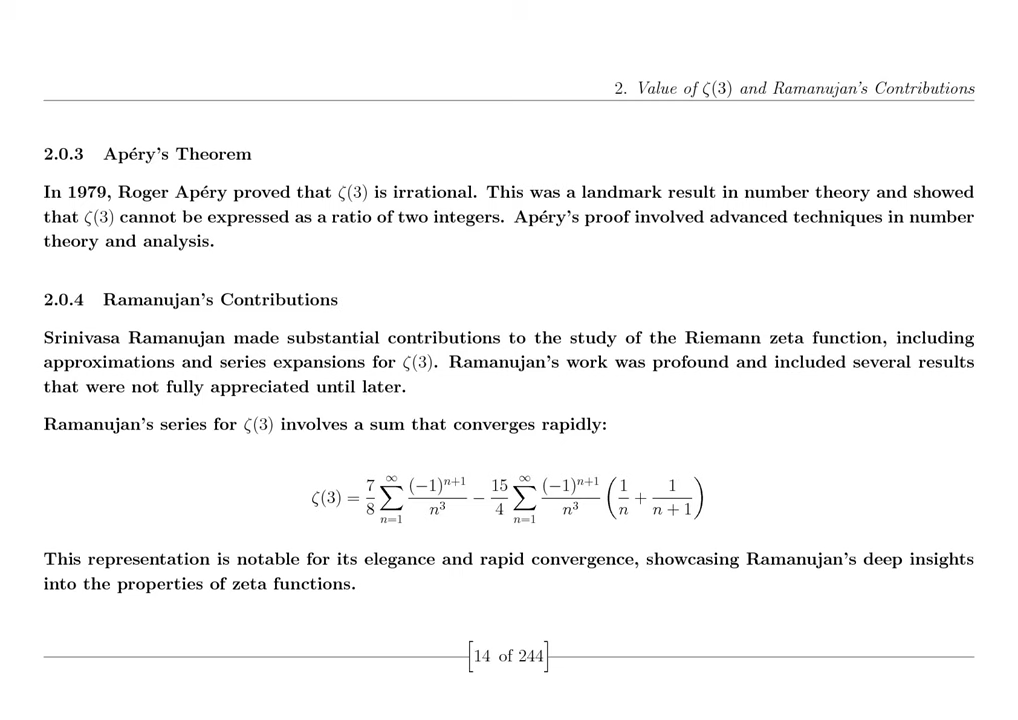 2. Value of ζ(3) and Ramanujan's Contributions
2.0.3 Apéry's Theorem
In 1979, Roger Apéry proved that ζ(3) is irrational. This was a landmark result in number theory and showed
that ζ(3) cannot be expressed as a ratio of two integers. Apéry's proof involved advanced techniques in number
theory and analysis.
2.0.4 Ramanujan's Contributions
Srinivasa Ramanujan made substantial contributions to the study of the Riemann zeta function, including
approximations and series expansions for ζ(3). Ramanujan's work was profound and included several results
that were not fully appreciated until later.
Ramanujan's series for ζ(3) involves a sum that converges rapidly:
ζ(3) = 7/8 ∑_{n=1}^{∞} (−1)^{n+1}/n^3 − 15/4 ∑_{n=1}^{∞} (−1)^{n+1}/n^3 (1/n + 1/(n+1))
This representation is notable for its elegance and rapid convergence, showcasing Ramanujan's deep insights
into the properties of zeta functions.
[14 of 244]